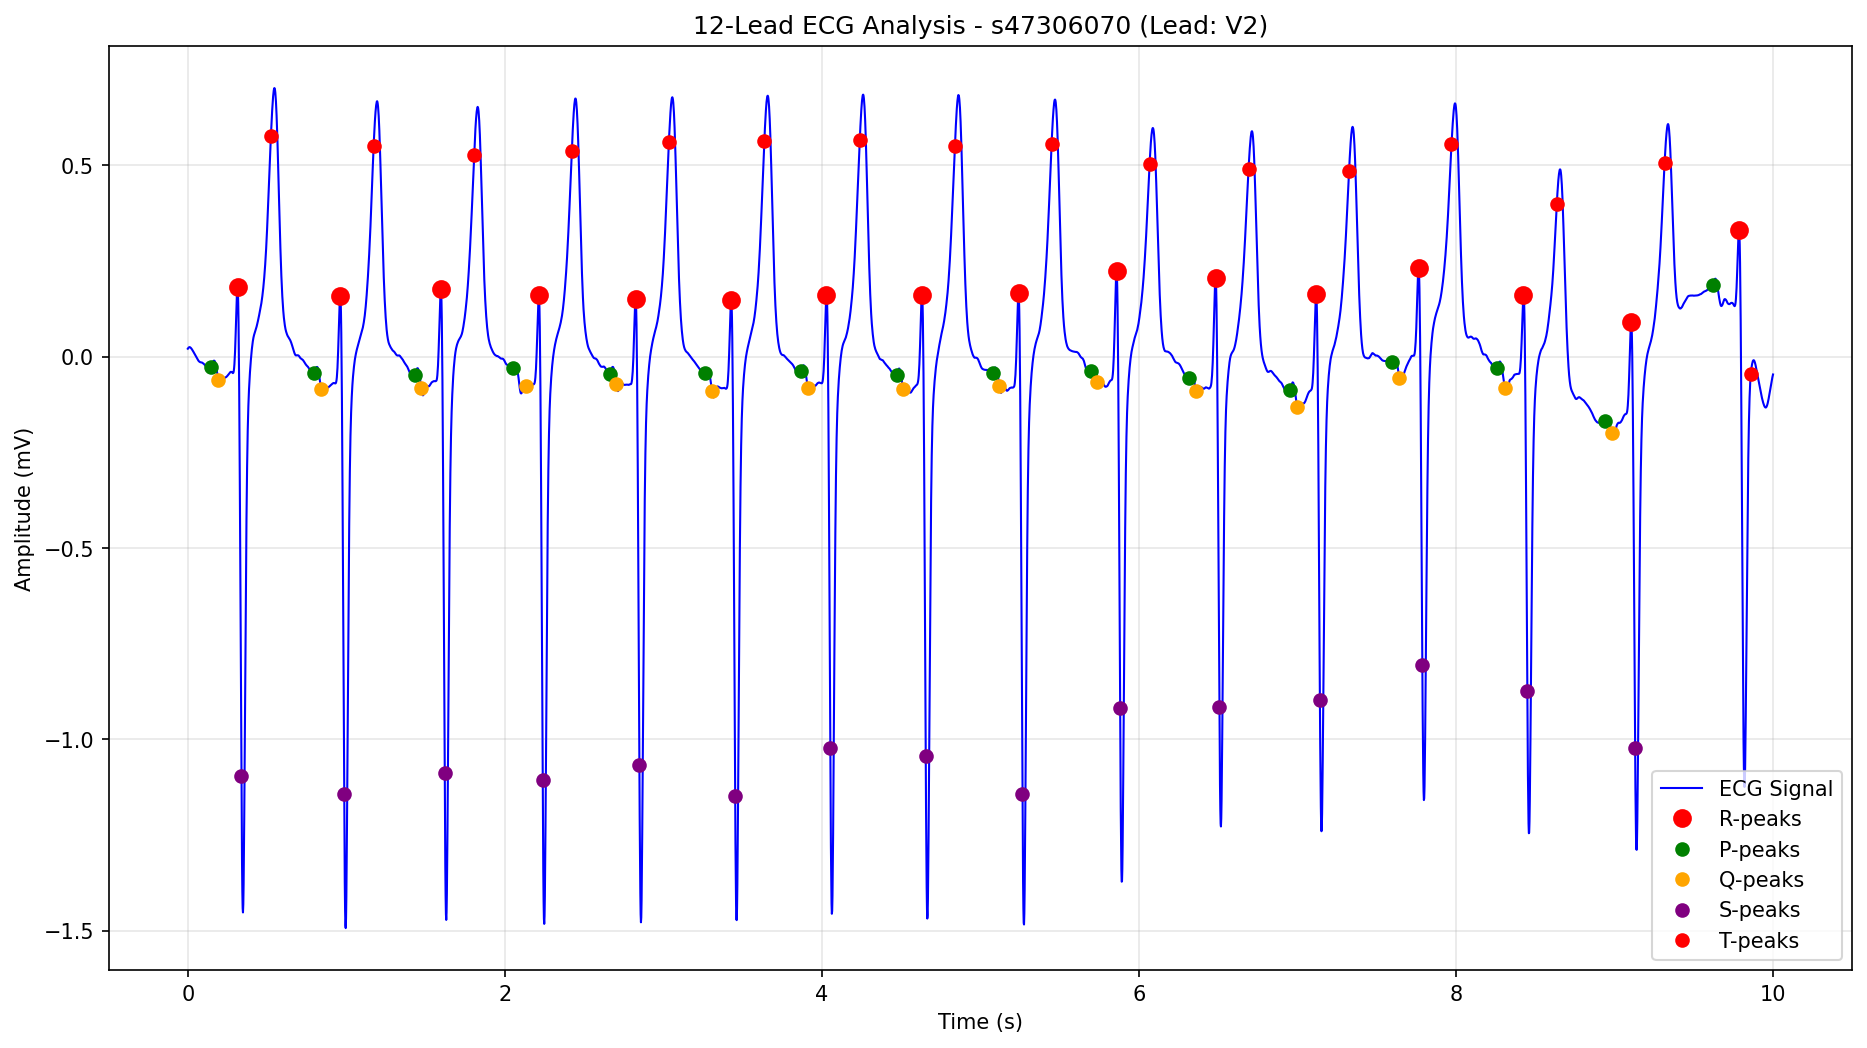 12-Lead ECG Analysis - s47306070 (Lead: V2)
Amplitude (mV)
0.5
0.0
−0.5
−1.0
−1.5
0 2 4 6 8 10
Time (s)
ECG Signal
R-peaks
P-peaks
Q-peaks
S-peaks
T-peaks